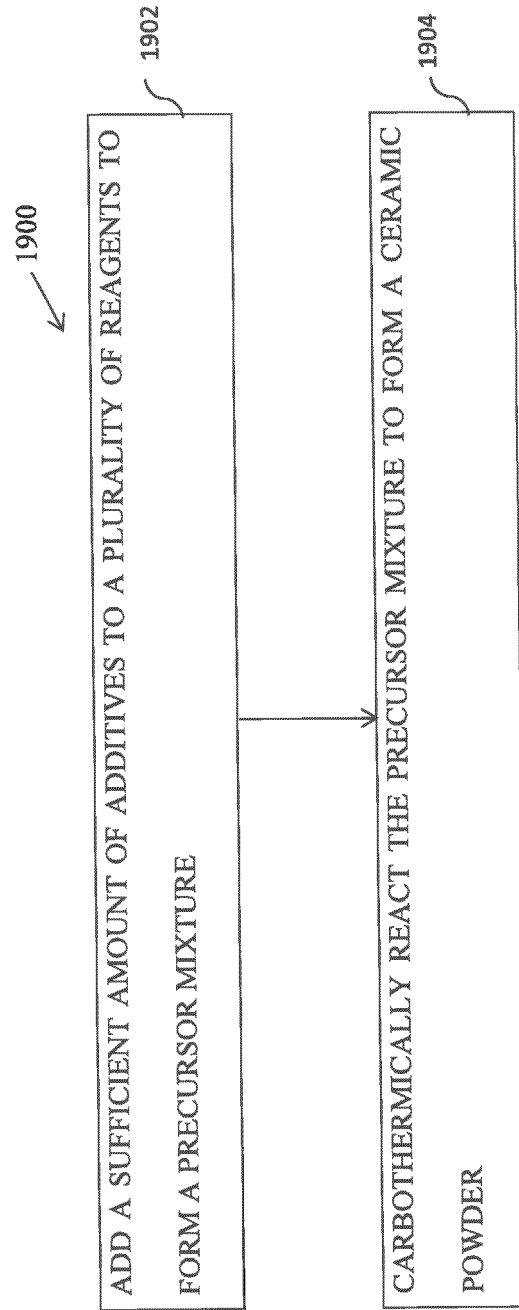 1900
ADD A SUFFICIENT AMOUNT OF ADDITIVES TO A PLURALITY OF REAGENTS TO
FORM A PRECURSOR MIXTURE
1902
CARBOTHERMICALLY REACT THE PRECURSOR MIXTURE TO FORM A CERAMIC
POWDER
1904